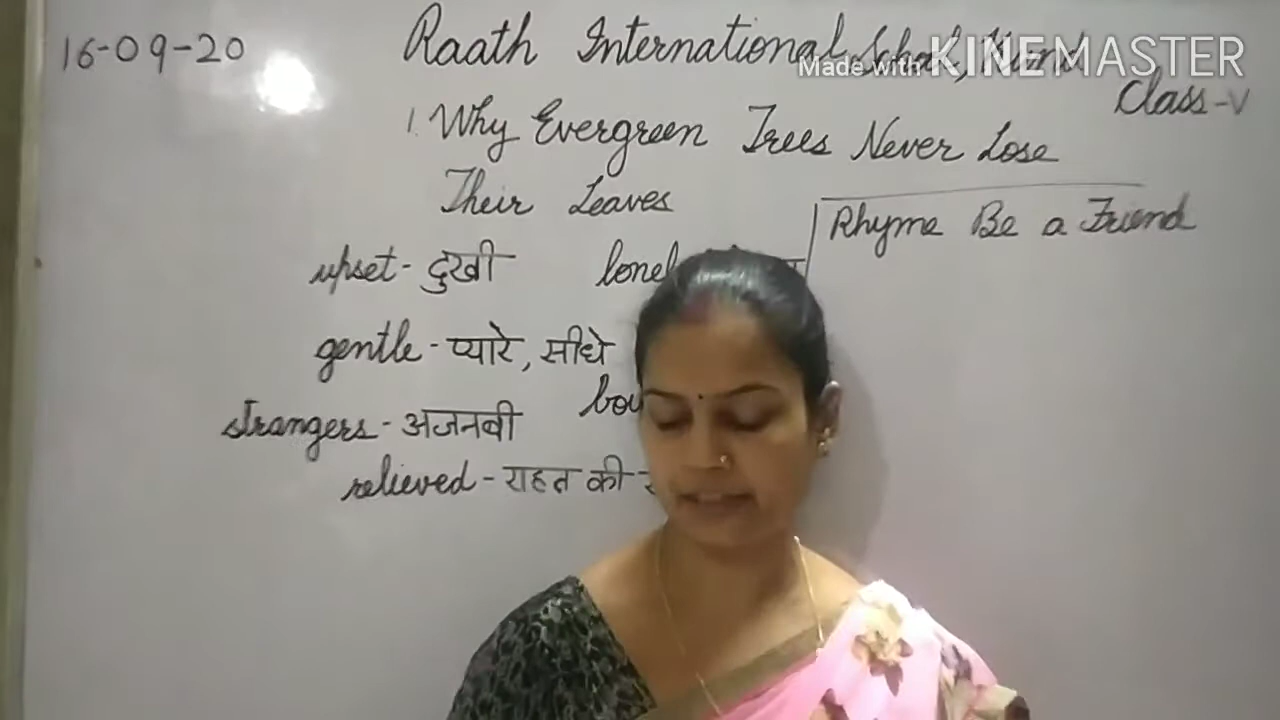 16-09-20
Raath International School,
Made with KINEMASTER
Class-V
1. Why Evergreen Trees Never Lose
Their Leaves
Rhyme Be a Friend
upset - दुखी
gentle - प्यारे, सीधे
strangers - अजनबी
relieved - राहत की